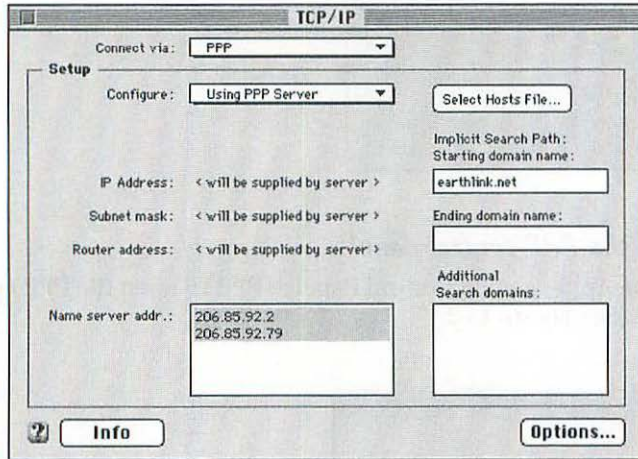 TCP/IP
Connect via: PPP
Setup
Configure: Using PPP Server
Select Hosts File...
Implicit Search Path:
Starting domain name:
IP Address: < will be supplied by server >
earthlink.net
Subnet mask: < will be supplied by server >
Ending domain name:
Router address: < will be supplied by server >
Additional
Search domains:
Name server addr.: 206.85.92.2
206.85.92.79
?
Info
Options...